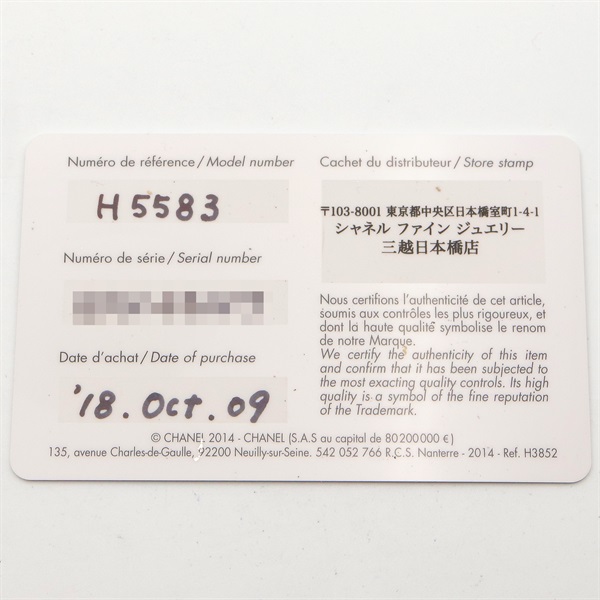 Numéro de référence / Model number
H 5583
Numéro de série / Serial number
Date d'achat / Date of purchase
'18. Oct. 09
Cachet du distributeur / Store stamp
〒103-8001 東京都中央区日本橋室町1-4-1
シャネル ファイン ジュエリー
三越日本橋店
Nous certifions l'authenticité de cet article,
soumis aux contrôles les plus rigoureux, et
dont la haute qualité symbolise le renom
de notre Marque.
We certify the authenticity of this item
and confirm that it has been subjected to
the most exacting quality controls. Its high
quality is a symbol of the fine reputation
of the Trademark.
© CHANEL 2014 - CHANEL (S.A.S au capital de 80 200 000 €)
135, avenue Charles-de-Gaulle, 92200 Neuilly-sur-Seine. 542 052 766 R.C.S. Nanterre - 2014 - Ref. H3852